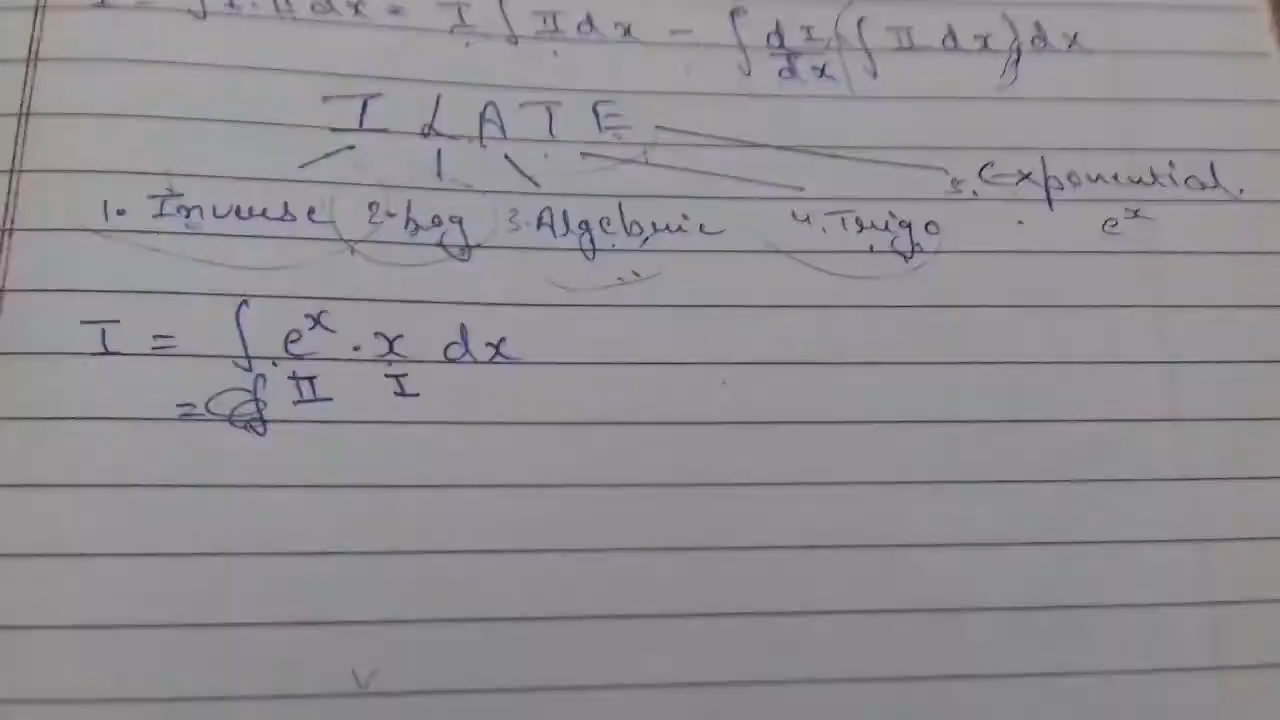 ∫ I · II dx = I ∫ II dx - ∫ dI/dx (∫ II dx) dx
I L A T E
5. Exponential.
1. Inverse 2. Log 3. Algebric 4. Trigo e^x
I = ∫ e^x . x dx
= II I